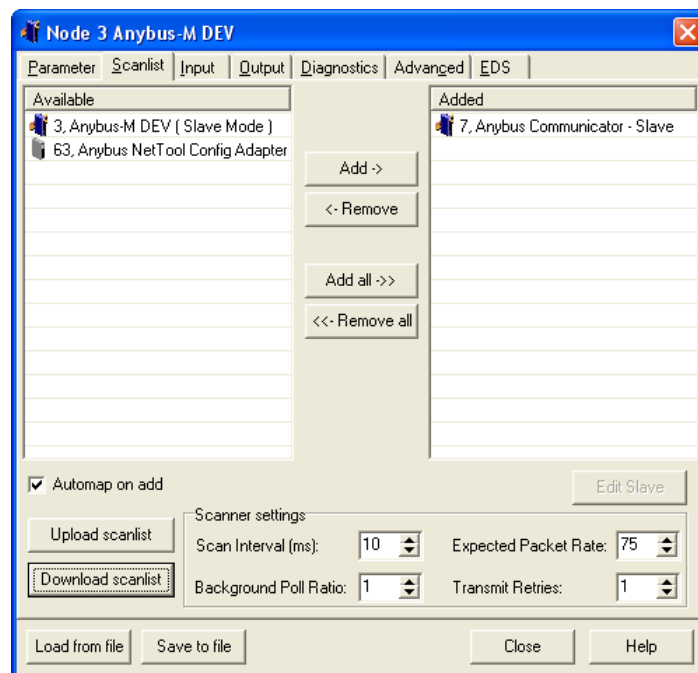 Node 3 Anybus-M DEV
Parameter Scanlist Input Output Diagnostics Advanced EDS
Available
3, Anybus-M DEV ( Slave Mode )
63, Anybus NetTool Config Adapter
Add ->
<- Remove
Add all ->>
<<- Remove all
Added
7, Anybus Communicator - Slave
Automap on add
Edit Slave
Upload scanlist
Download scanlist
Scanner settings
Scan Interval (ms): 10 Expected Packet Rate: 75
Background Poll Ratio: 1 Transmit Retries: 1
Load from file Save to file Close Help